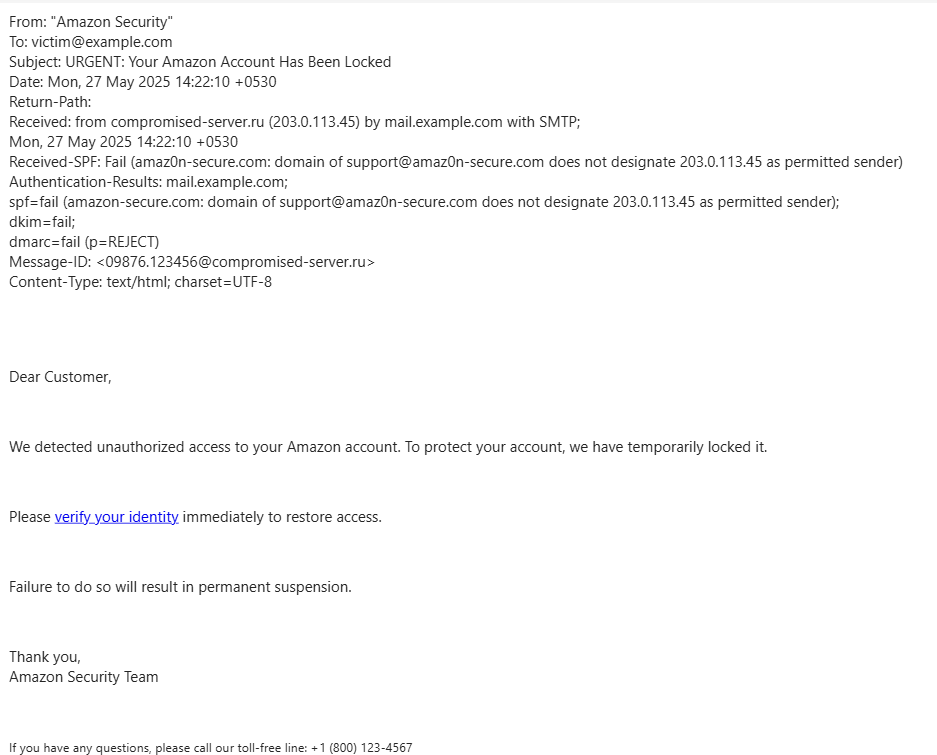 From: "Amazon Security"
To: victim@example.com
Subject: URGENT: Your Amazon Account Has Been Locked
Date: Mon, 27 May 2025 14:22:10 +0530
Return-Path:
Received: from compromised-server.ru (203.0.113.45) by mail.example.com with SMTP;
Mon, 27 May 2025 14:22:10 +0530
Received-SPF: Fail (amaz0n-secure.com: domain of support@amaz0n-secure.com does not designate 203.0.113.45 as permitted sender)
Authentication-Results: mail.example.com;
spf=fail (amazon-secure.com: domain of support@amaz0n-secure.com does not designate 203.0.113.45 as permitted sender);
dkim=fail;
dmarc=fail (p=REJECT)
Message-ID: <09876.123456@compromised-server.ru>
Content-Type: text/html; charset=UTF-8
Dear Customer,
We detected unauthorized access to your Amazon account. To protect your account, we have temporarily locked it.
Please verify your identity immediately to restore access.
Failure to do so will result in permanent suspension.
Thank you,
Amazon Security Team
If you have any questions, please call our toll-free line: +1 (800) 123-4567